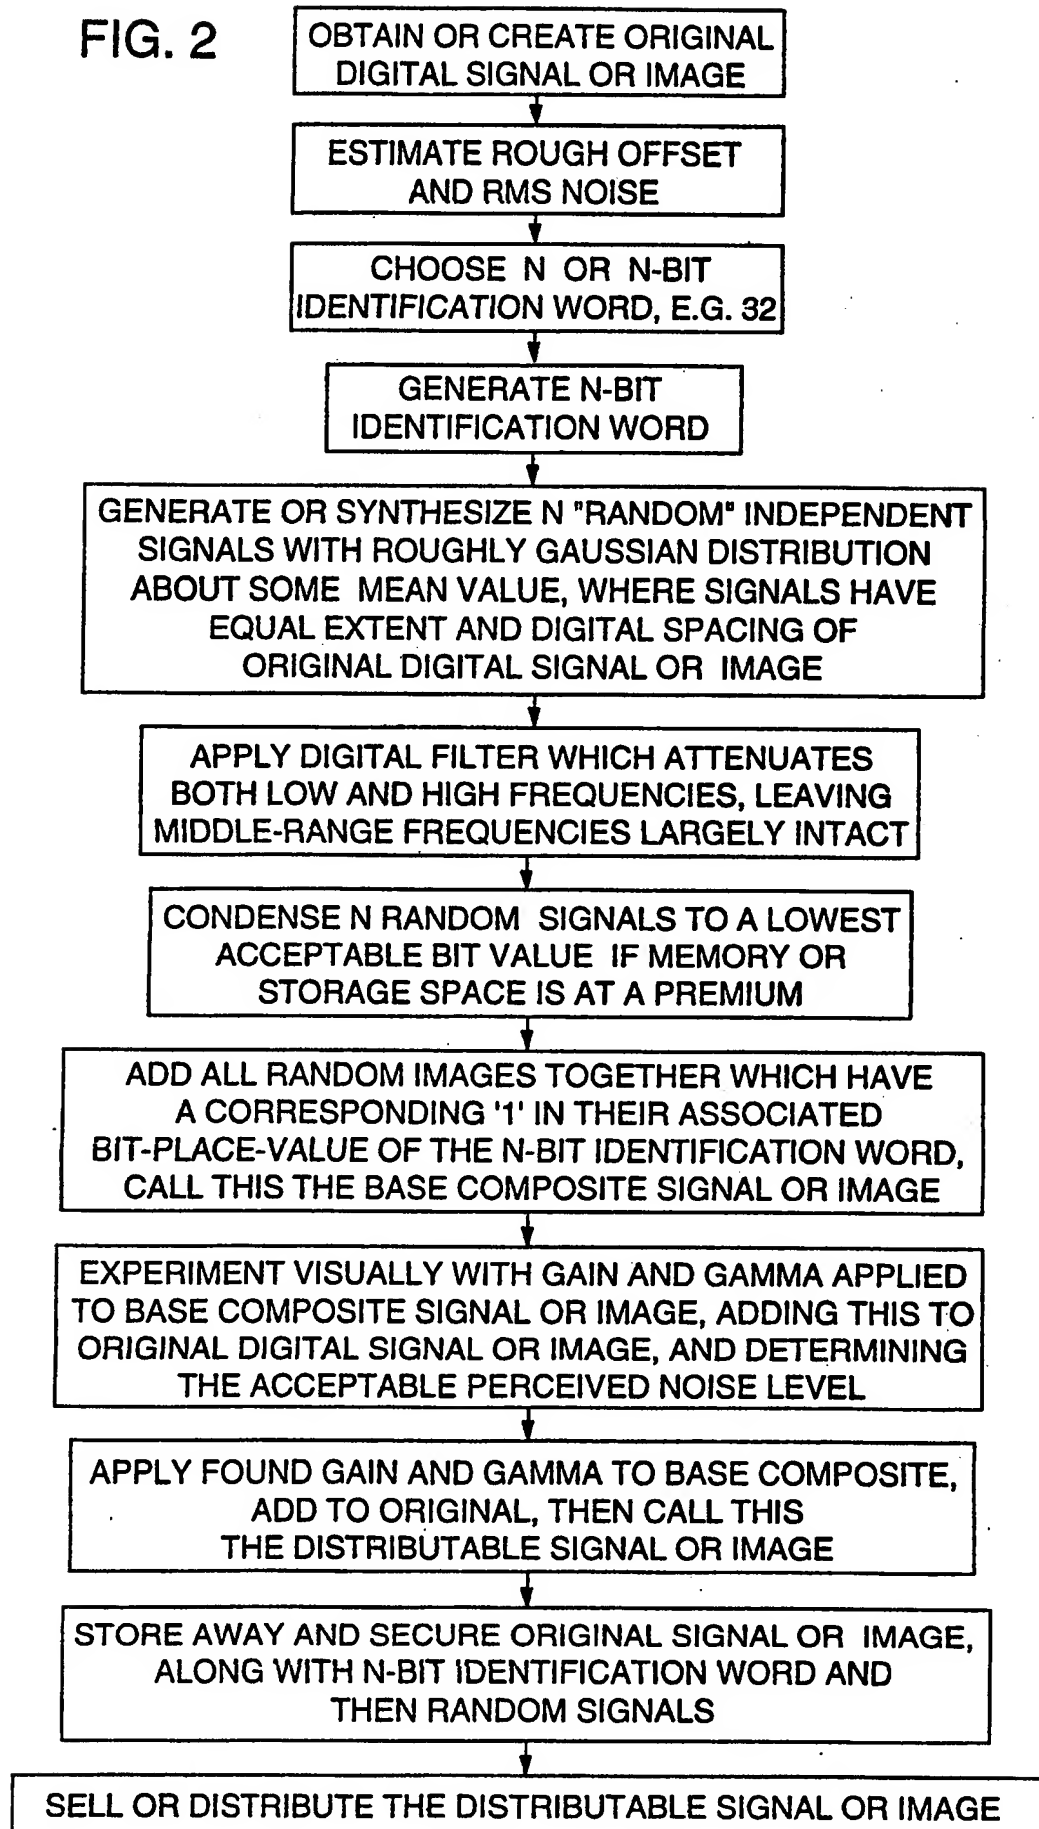 FIG. 2
OBTAIN OR CREATE ORIGINAL
DIGITAL SIGNAL OR IMAGE
ESTIMATE ROUGH OFFSET
AND RMS NOISE
CHOOSE N OR N-BIT
IDENTIFICATION WORD, E.G. 32
GENERATE N-BIT
IDENTIFICATION WORD
GENERATE OR SYNTHESIZE N "RANDOM" INDEPENDENT
SIGNALS WITH ROUGHLY GAUSSIAN DISTRIBUTION
ABOUT SOME MEAN VALUE, WHERE SIGNALS HAVE
EQUAL EXTENT AND DIGITAL SPACING OF
ORIGINAL DIGITAL SIGNAL OR IMAGE
APPLY DIGITAL FILTER WHICH ATTENUATES
BOTH LOW AND HIGH FREQUENCIES, LEAVING
MIDDLE-RANGE FREQUENCIES LARGELY INTACT
CONDENSE N RANDOM SIGNALS TO A LOWEST
ACCEPTABLE BIT VALUE IF MEMORY OR
STORAGE SPACE IS AT A PREMIUM
ADD ALL RANDOM IMAGES TOGETHER WHICH HAVE
A CORRESPONDING '1' IN THEIR ASSOCIATED
BIT-PLACE-VALUE OF THE N-BIT IDENTIFICATION WORD,
CALL THIS THE BASE COMPOSITE SIGNAL OR IMAGE
EXPERIMENT VISUALLY WITH GAIN AND GAMMA APPLIED
TO BASE COMPOSITE SIGNAL OR IMAGE, ADDING THIS TO
ORIGINAL DIGITAL SIGNAL OR IMAGE, AND DETERMINING
THE ACCEPTABLE PERCEIVED NOISE LEVEL
APPLY FOUND GAIN AND GAMMA TO BASE COMPOSITE,
ADD TO ORIGINAL, THEN CALL THIS
THE DISTRIBUTABLE SIGNAL OR IMAGE
STORE AWAY AND SECURE ORIGINAL SIGNAL OR IMAGE,
ALONG WITH N-BIT IDENTIFICATION WORD AND
THEN RANDOM SIGNALS
SELL OR DISTRIBUTE THE DISTRIBUTABLE SIGNAL OR IMAGE